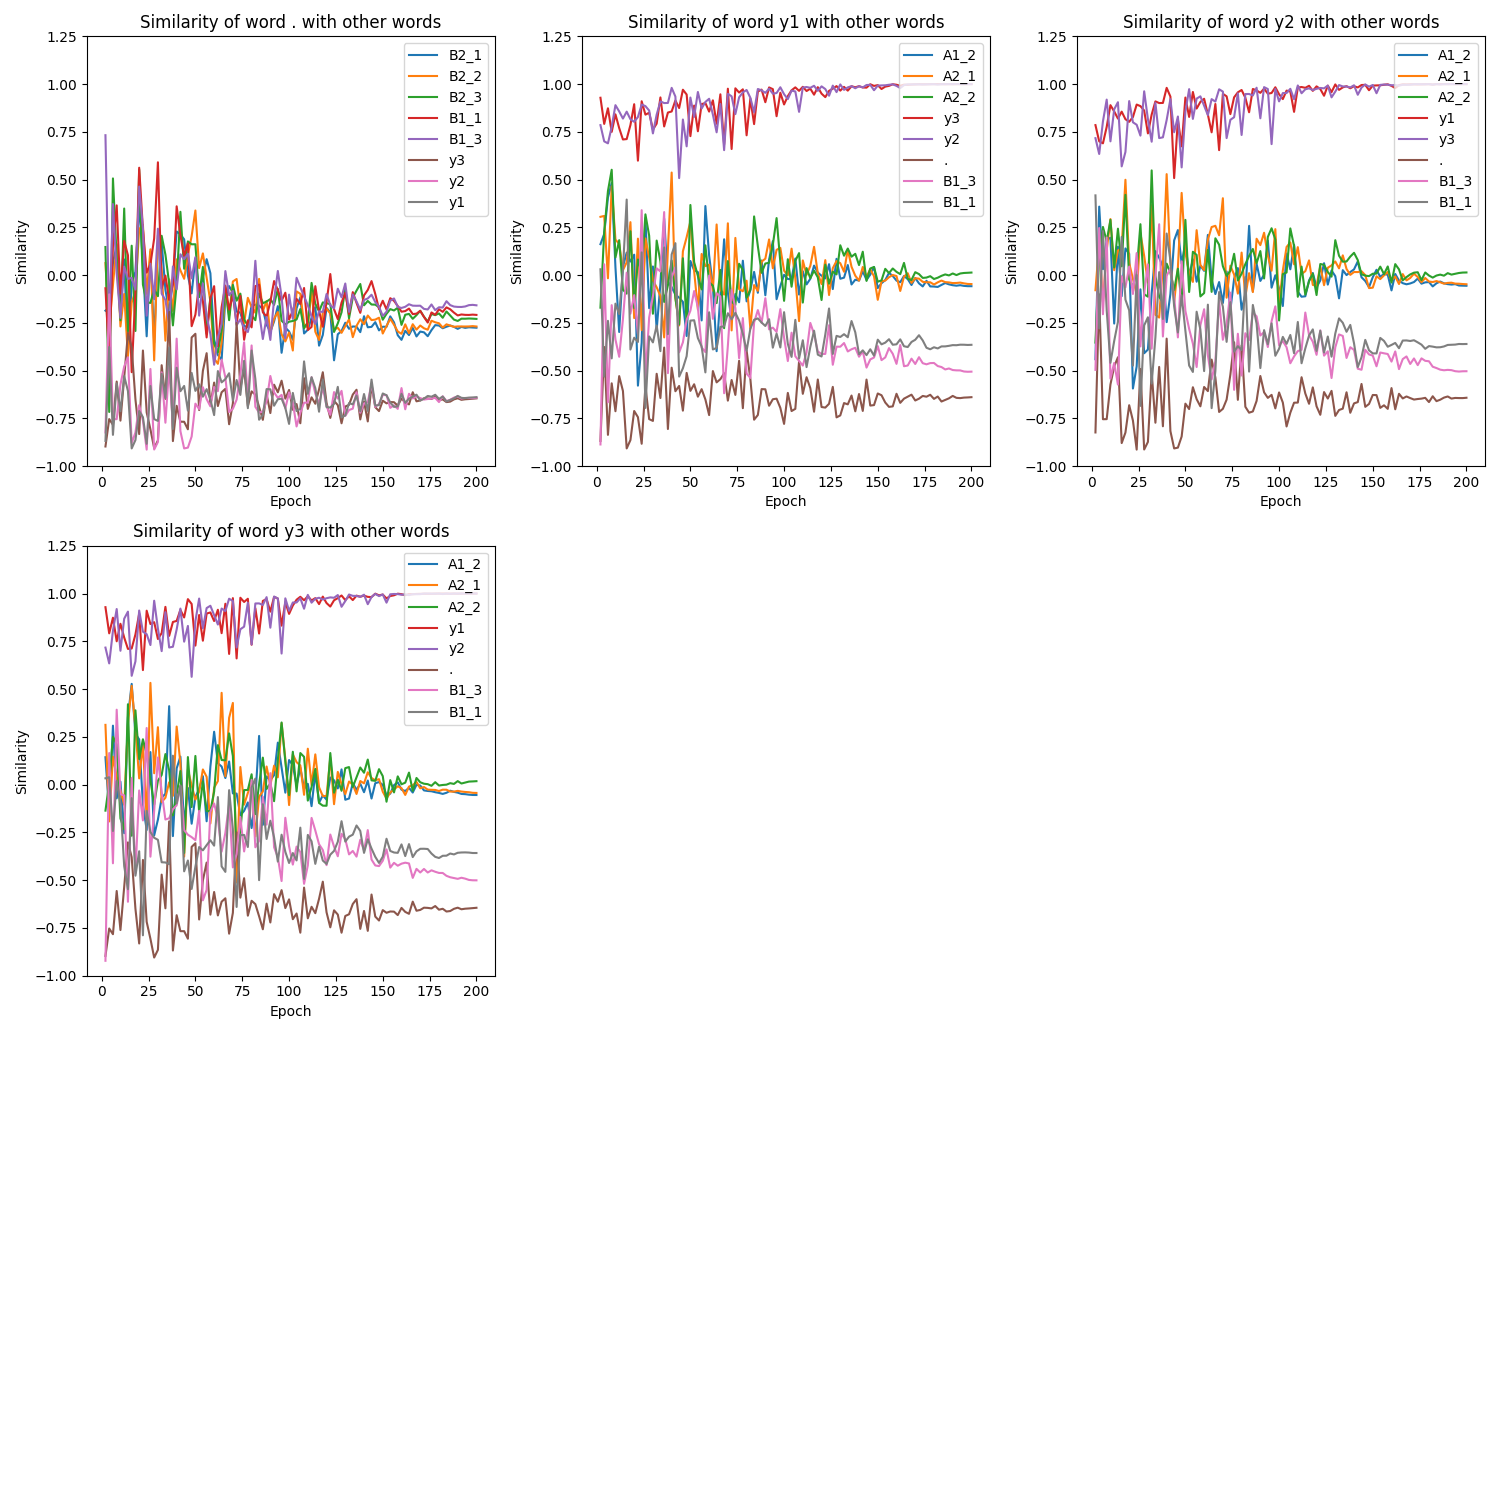 Similarity of word . with other words
1.25
1.00
0.75
0.50
0.25
0.00
−0.25
−0.50
−0.75
−1.00
Similarity
0 25 50 75 100 125 150 175 200
Epoch
B2_1
B2_2
B2_3
B1_1
B1_3
y3
y2
y1
Similarity of word y1 with other words
1.25
1.00
0.75
0.50
0.25
0.00
−0.25
−0.50
−0.75
−1.00
Similarity
0 25 50 75 100 125 150 175 200
Epoch
A1_2
A2_1
A2_2
y3
y2
.
B1_3
B1_1
Similarity of word y2 with other words
1.25
1.00
0.75
0.50
0.25
0.00
−0.25
−0.50
−0.75
−1.00
Similarity
0 25 50 75 100 125 150 175 200
Epoch
A1_2
A2_1
A2_2
y1
y3
.
B1_3
B1_1
Similarity of word y3 with other words
1.25
1.00
0.75
0.50
0.25
0.00
−0.25
−0.50
−0.75
−1.00
Similarity
0 25 50 75 100 125 150 175 200
Epoch
A1_2
A2_1
A2_2
y1
y2
.
B1_3
B1_1